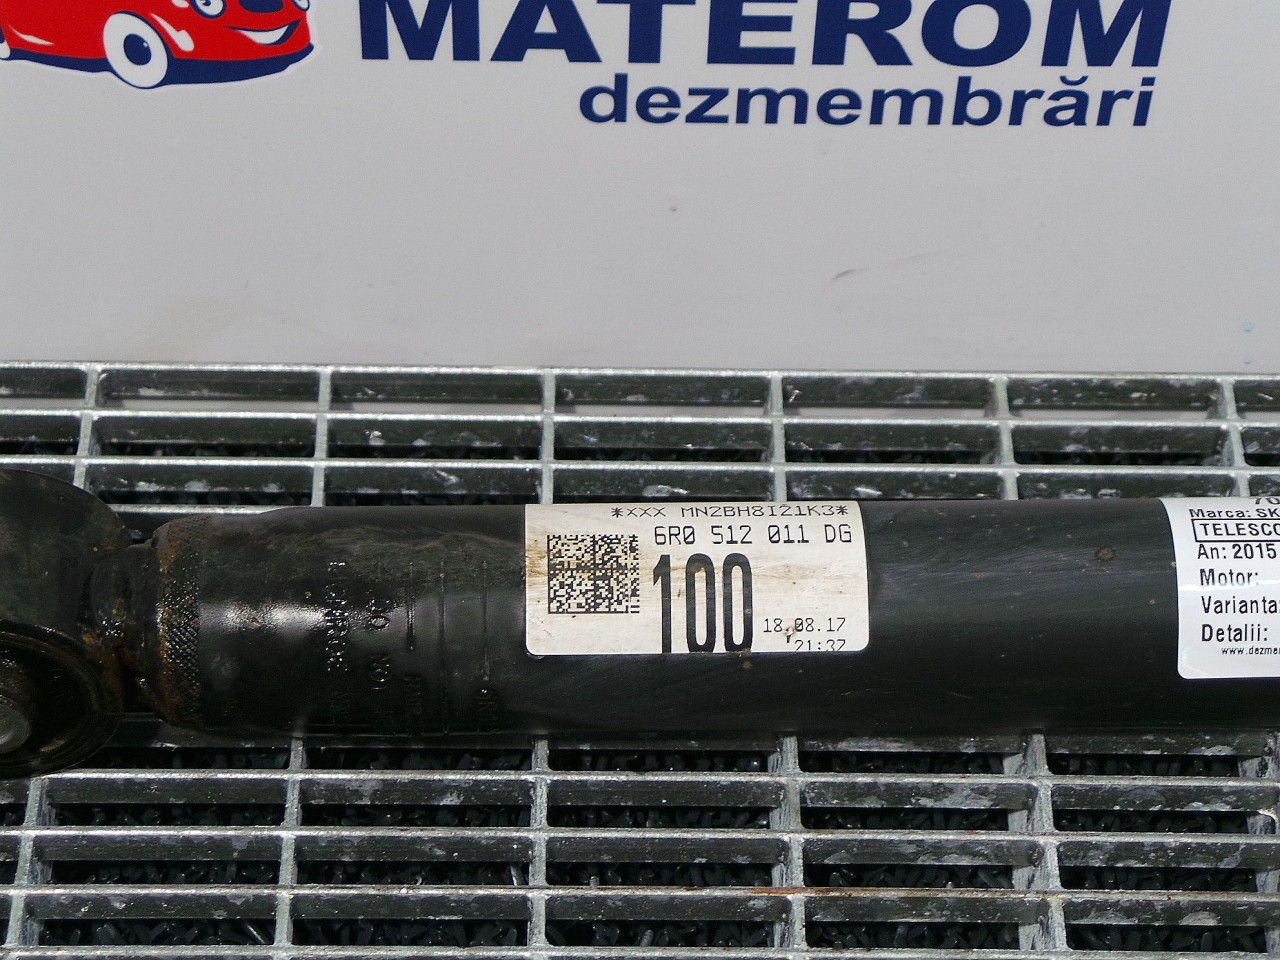 MATEROM
dezmembrări
*XXX MN2BH8I21K3*
6R0 512 011 DG
100
18.08.17
21:37
Marca: SK
TELESCO
An: 2015
Motor:
Varianta:
Detalii:
www.dezme